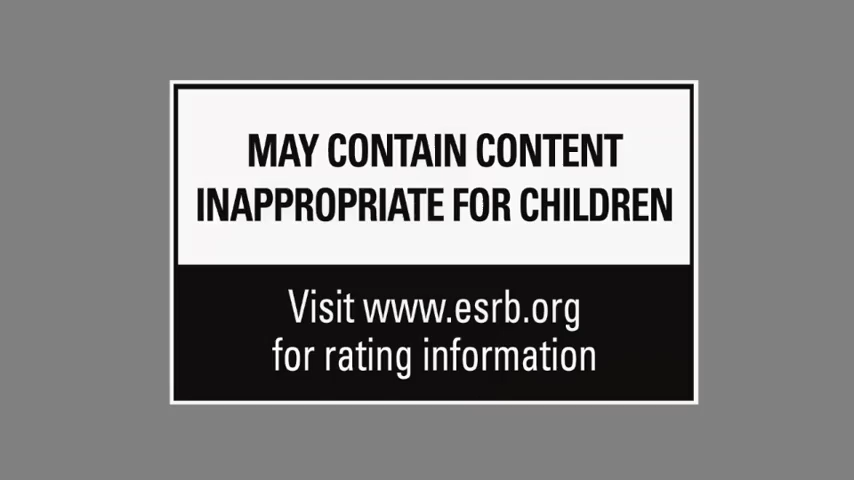 MAY CONTAIN CONTENT
INAPPROPRIATE FOR CHILDREN
Visit www.esrb.org
for rating information